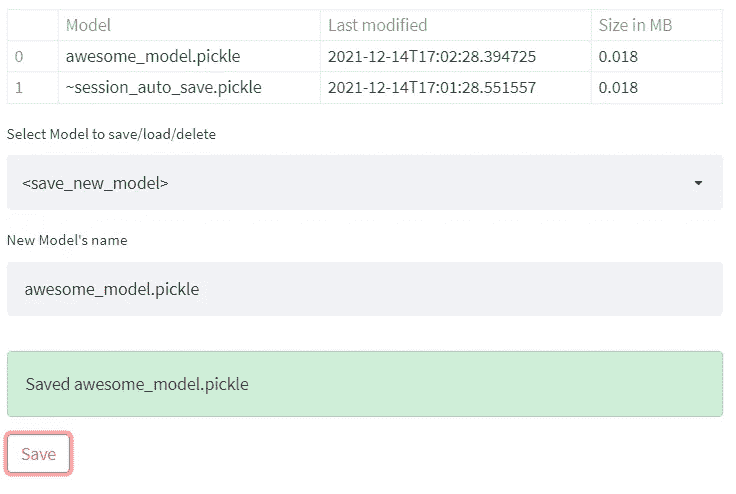 Model Last modified Size in MB
0 awesome_model.pickle 2021-12-14T17:02:28.394725 0.018
1 ~session_auto_save.pickle 2021-12-14T17:01:28.551557 0.018
Select Model to save/load/delete
<save_new_model>
New Model's name
awesome_model.pickle
Saved awesome_model.pickle
Save